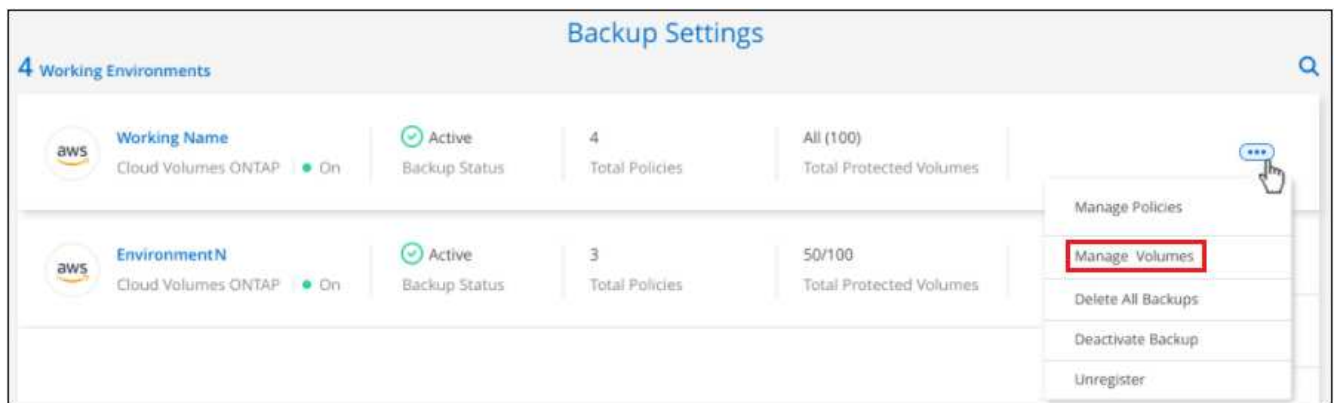 Backup Settings
4 Working Environments
aws Working Name Active 4 All (100)
Cloud Volumes ONTAP On Backup Status Total Policies Total Protected Volumes
Manage Policies
aws EnvironmentN Active 3 50/100 Manage Volumes
Cloud Volumes ONTAP On Backup Status Total Policies Total Protected Volumes
Delete All Backups
Deactivate Backup
Unregister